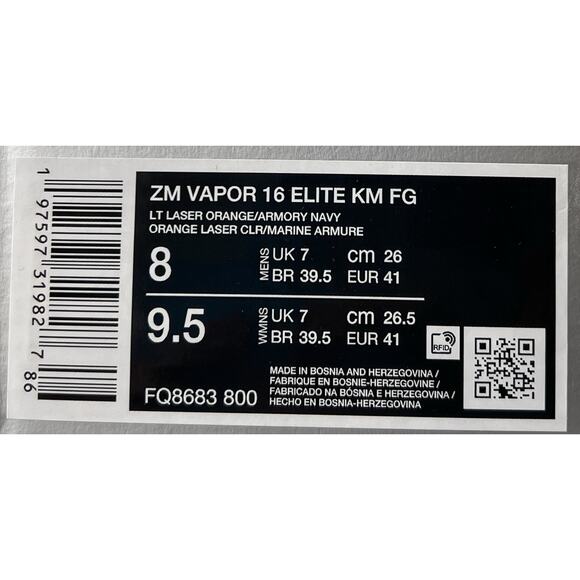 1 97597 31982 7 86
ZM VAPOR 16 ELITE KM FG
LT LASER ORANGE/ARMORY NAVY
ORANGE LASER CLR/MARINE ARMURE
8 MENS UK 7 cm 26
BR 39.5 EUR 41
9.5 WMNS UK 7 cm 26.5
BR 39.5 EUR 41
RFID
FQ8683 800
MADE IN BOSNIA AND HERZEGOVINA/
FABRIQUE EN BOSNIE-HERZEGOVINE/
FABRICADO NA BÓSNIA E HERZEGOVINA/
HECHO EN BOSNIA-HERZEGOVINA